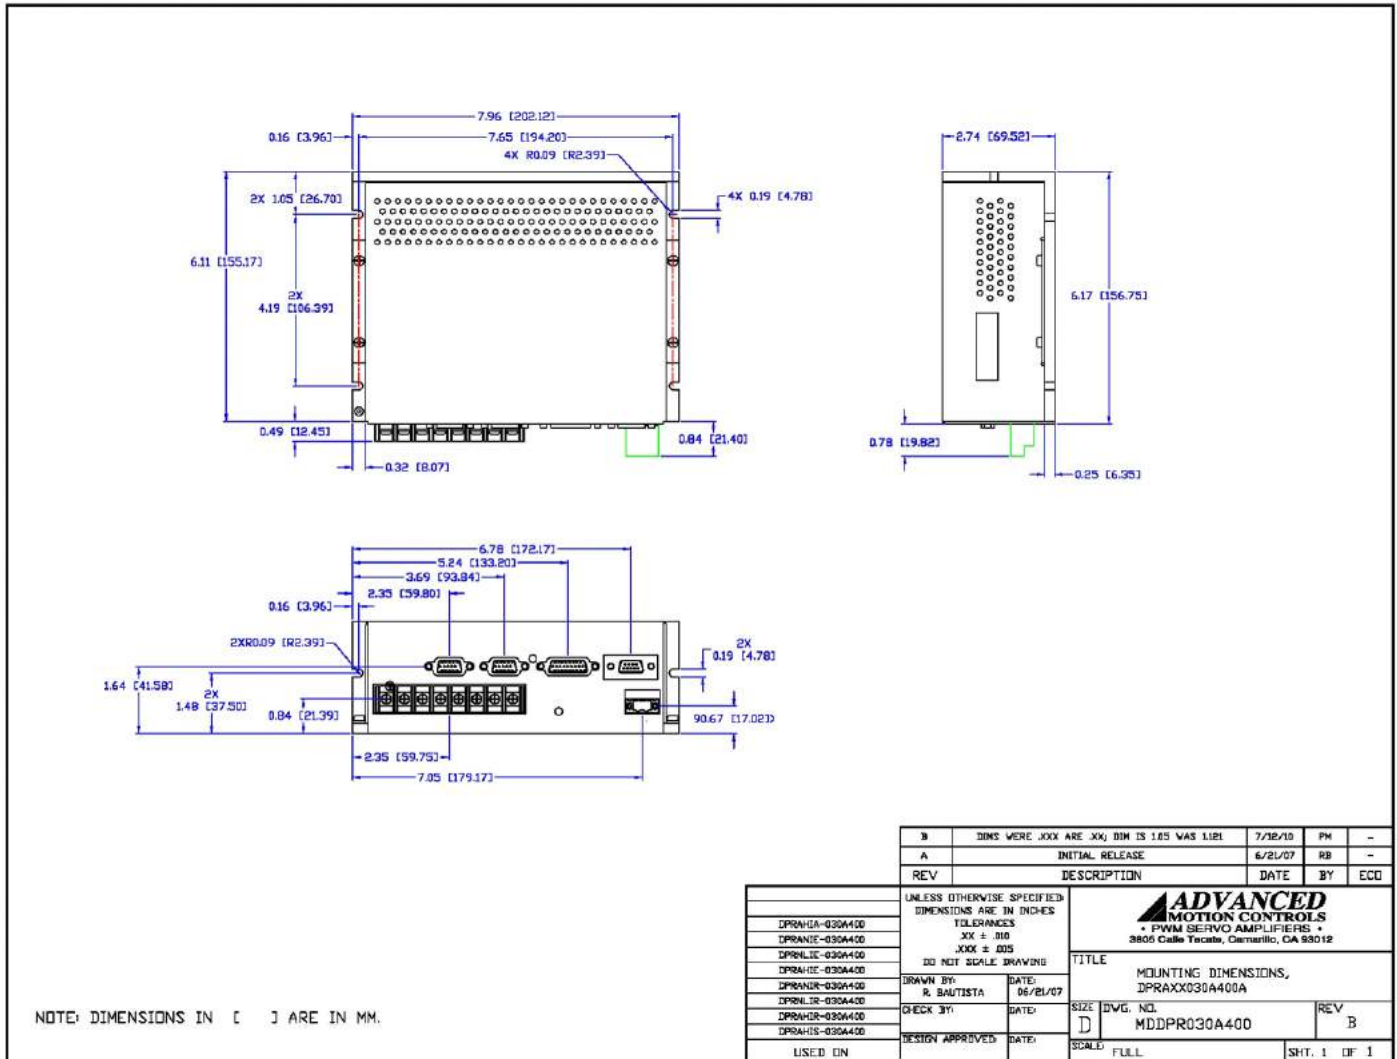 7.96 [202.12]
0.16 [3.96]
7.65 [194.20]
4X R0.09 [R2.39]
2X 1.05 [26.70]
4X 0.19 [4.78]
6.11 [155.17]
2X
4.19 [106.39]
0.49 [12.45]
0.84 [21.40]
0.32 [8.07]
2.74 [69.52]
6.17 [156.75]
0.78 [19.82]
0.25 [6.35]
6.78 [172.17]
5.24 [133.20]
3.69 [93.84]
2.35 [59.80]
0.16 [3.96]
2XR0.09 [R2.39]
2X
0.19 [4.78]
1.64 [41.58]
2X
1.48 [37.50]
0.84 [21.39]
90.67 [17.02]>
2.35 [59.75]
7.05 [179.17]
B DIMS WERE .XXX ARE .XX; DIM IS 1.05 WAS 1.121 7/12/10 PM -
A INITIAL RELEASE 6/21/07 RB -
REV DESCRIPTION DATE BY ECO
DPRAHIA-030A400
DPRANIE-030A400
DPRNLIE-030A400
DPRAHIE-030A400
DPRANIR-030A400
DPRNLIR-030A400
DPRAHIR-030A400
DPRAHIS-030A400
USED ON
UNLESS OTHERWISE SPECIFIED:
DIMENSIONS ARE IN INCHES
TOLERANCES
.XX ± .010
.XXX ± .005
DO NOT SCALE DRAWING
DRAWN BY: DATE:
R. BAUTISTA 06/21/07
CHECK BY: DATE:
DESIGN APPROVED: DATE:
ADVANCED
MOTION CONTROLS
• PWM SERVO AMPLIFIERS •
3805 Calle Tecate, Camarillo, CA 93012
TITLE
MOUNTING DIMENSIONS,
DPRAXX030A400A
SIZE DWG. NO. REV
D MDDPR030A400 B
SCALE: FULL SHT. 1 OF 1
NOTE: DIMENSIONS IN [ ] ARE IN MM.